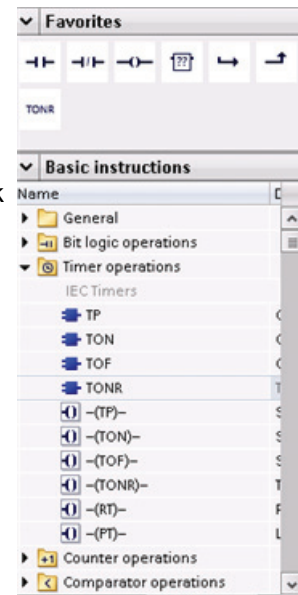 Favorites
??
TONR
Basic instructions
Name
General
Bit logic operations
Timer operations
IEC Timers
TP
TON
TOF
TONR
–(TP)–
–(TON)–
–(TOF)–
–(TONR)–
–(RT)–
–(PT)–
+1 Counter operations
Comparator operations